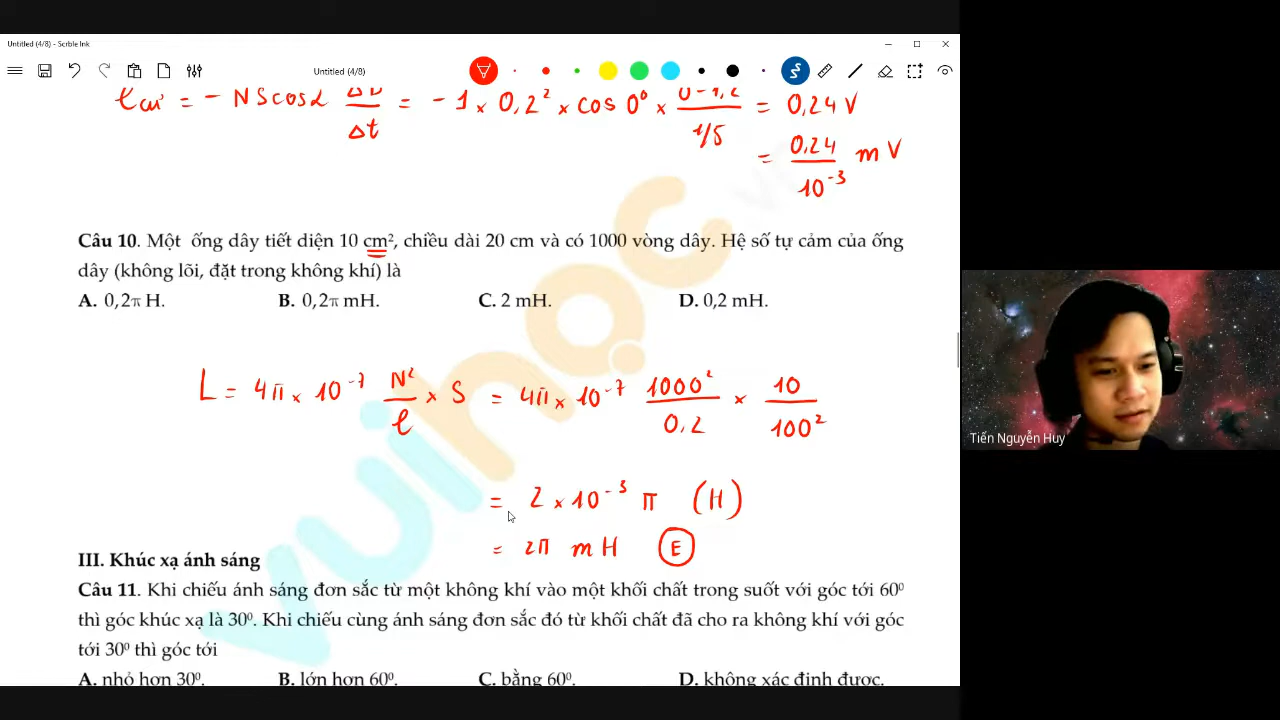 Untitled (4/8) - Scrble Ink
Untitled (4/8)
= - NScosα = - 1 × 0,2² × cos 0⁰ × = 0,24 V
Δt 1/5
= 0,24 / 10⁻³ mV
Câu 10. Một ống dây tiết diện 10 cm², chiều dài 20 cm và có 1000 vòng dây. Hệ số tự cảm của ống
dây (không lõi, đặt trong không khí) là
A. 0,2π H. B. 0,2π mH. C. 2 mH. D. 0,2 mH.
L = 4π × 10⁻⁷ N²/ℓ × S = 4π × 10⁻⁷ 1000²/0,2 × 10/100²
= 2 × 10⁻³ π (H)
= 2π mH E
III. Khúc xạ ánh sáng
Câu 11. Khi chiếu ánh sáng đơn sắc từ một không khí vào một khối chất trong suốt với góc tới 60⁰
thì góc khúc xạ là 30⁰. Khi chiếu cùng ánh sáng đơn sắc đó từ khối chất đã cho ra không khí với góc
tới 30⁰ thì góc tới
A. nhỏ hơn 30⁰. B. lớn hơn 60⁰. C. bằng 60⁰. D. không xác định được.
vuihoc.vn
Tiến Nguyễn Huy